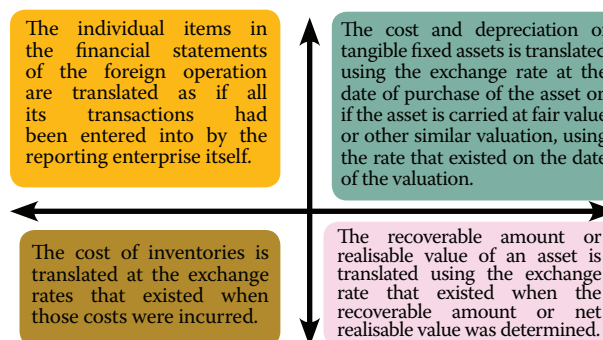 The individual items in
the financial statements
of the foreign operation
are translated as if all
its transactions had
been entered into by the
reporting enterprise itself.
The cost and depreciation of
tangible fixed assets is translated
using the exchange rate at the
date of purchase of the asset or
if the asset is carried at fair value
or other similar valuation, using
the rate that existed on the date
of the valuation.
The cost of inventories is
translated at the exchange
rates that existed when
those costs were incurred.
The recoverable amount or
realisable value of an asset is
translated using the exchange
rate that existed when the
recoverable amount or net
realisable value was determined.